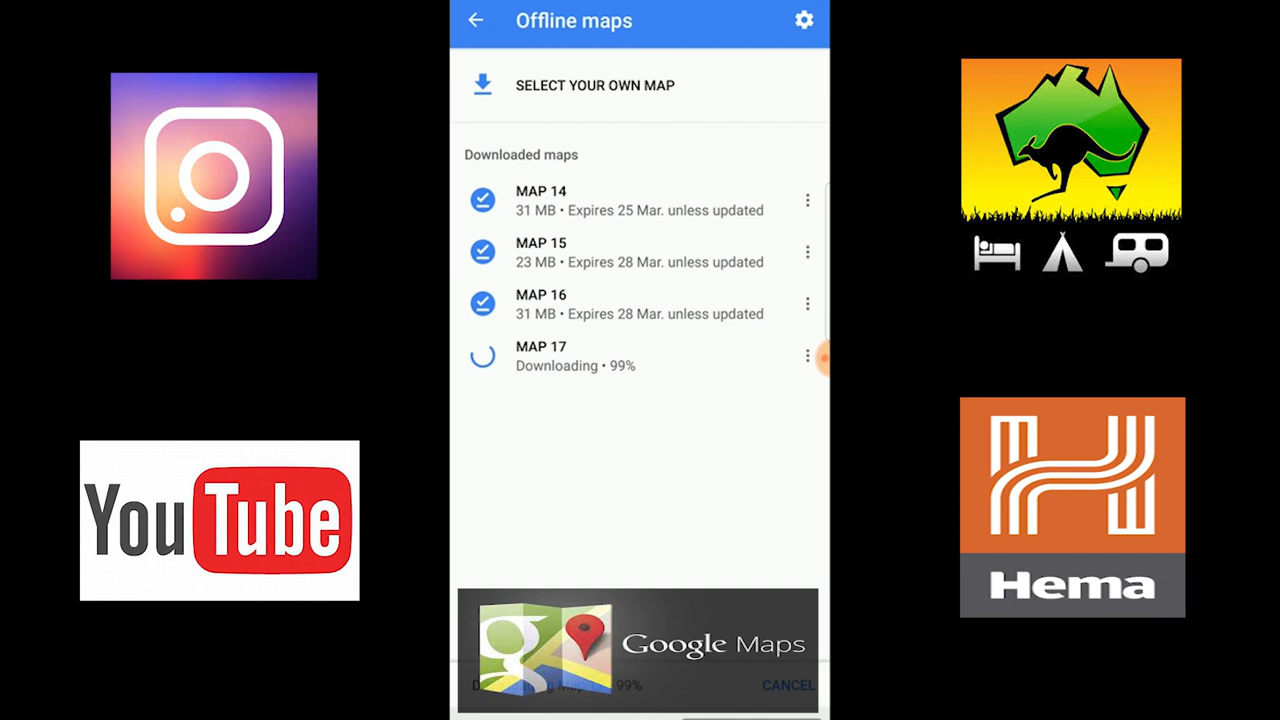 Offline maps
SELECT YOUR OWN MAP
Downloaded maps
MAP 14
31 MB • Expires 25 Mar. unless updated
MAP 15
23 MB • Expires 28 Mar. unless updated
MAP 16
31 MB • Expires 28 Mar. unless updated
MAP 17
Downloading • 99%
YouTube
Hema
Google Maps
99%
CANCEL